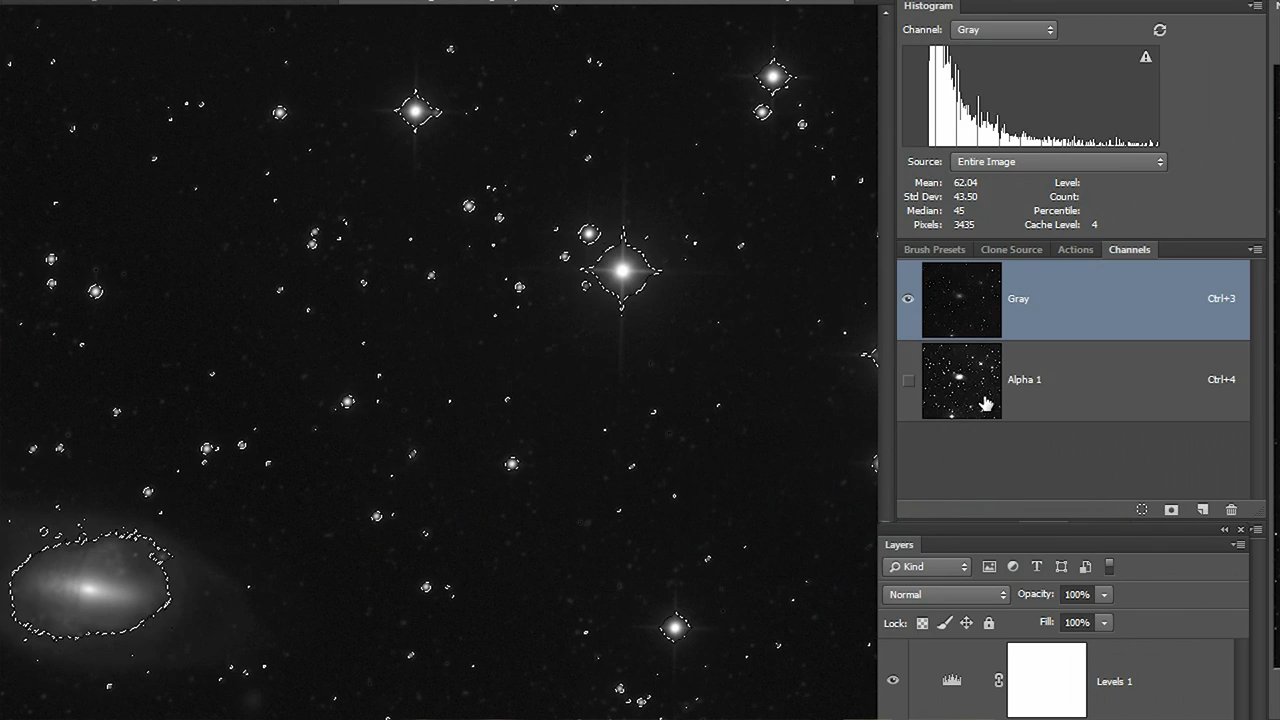 Histogram
Channel: Gray
Source: Entire Image
Mean: 62.04 Level:
Std Dev: 43.50 Count:
Median: 45 Percentile:
Pixels: 3435 Cache Level: 4
Brush Presets Clone Source Actions Channels
Gray Ctrl+3
Alpha 1 Ctrl+4
Layers
Kind
Normal Opacity: 100%
Lock: Fill: 100%
Levels 1